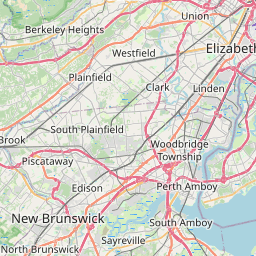 Union
Berkeley Heights
Elizabeth
Westfield
Plainfield
Clark
Linden
South Plainfield
Brook
Woodbridge
Township
Piscataway
Edison
Perth Amboy
New Brunswick
South Amboy
Sayreville
North Brunswick